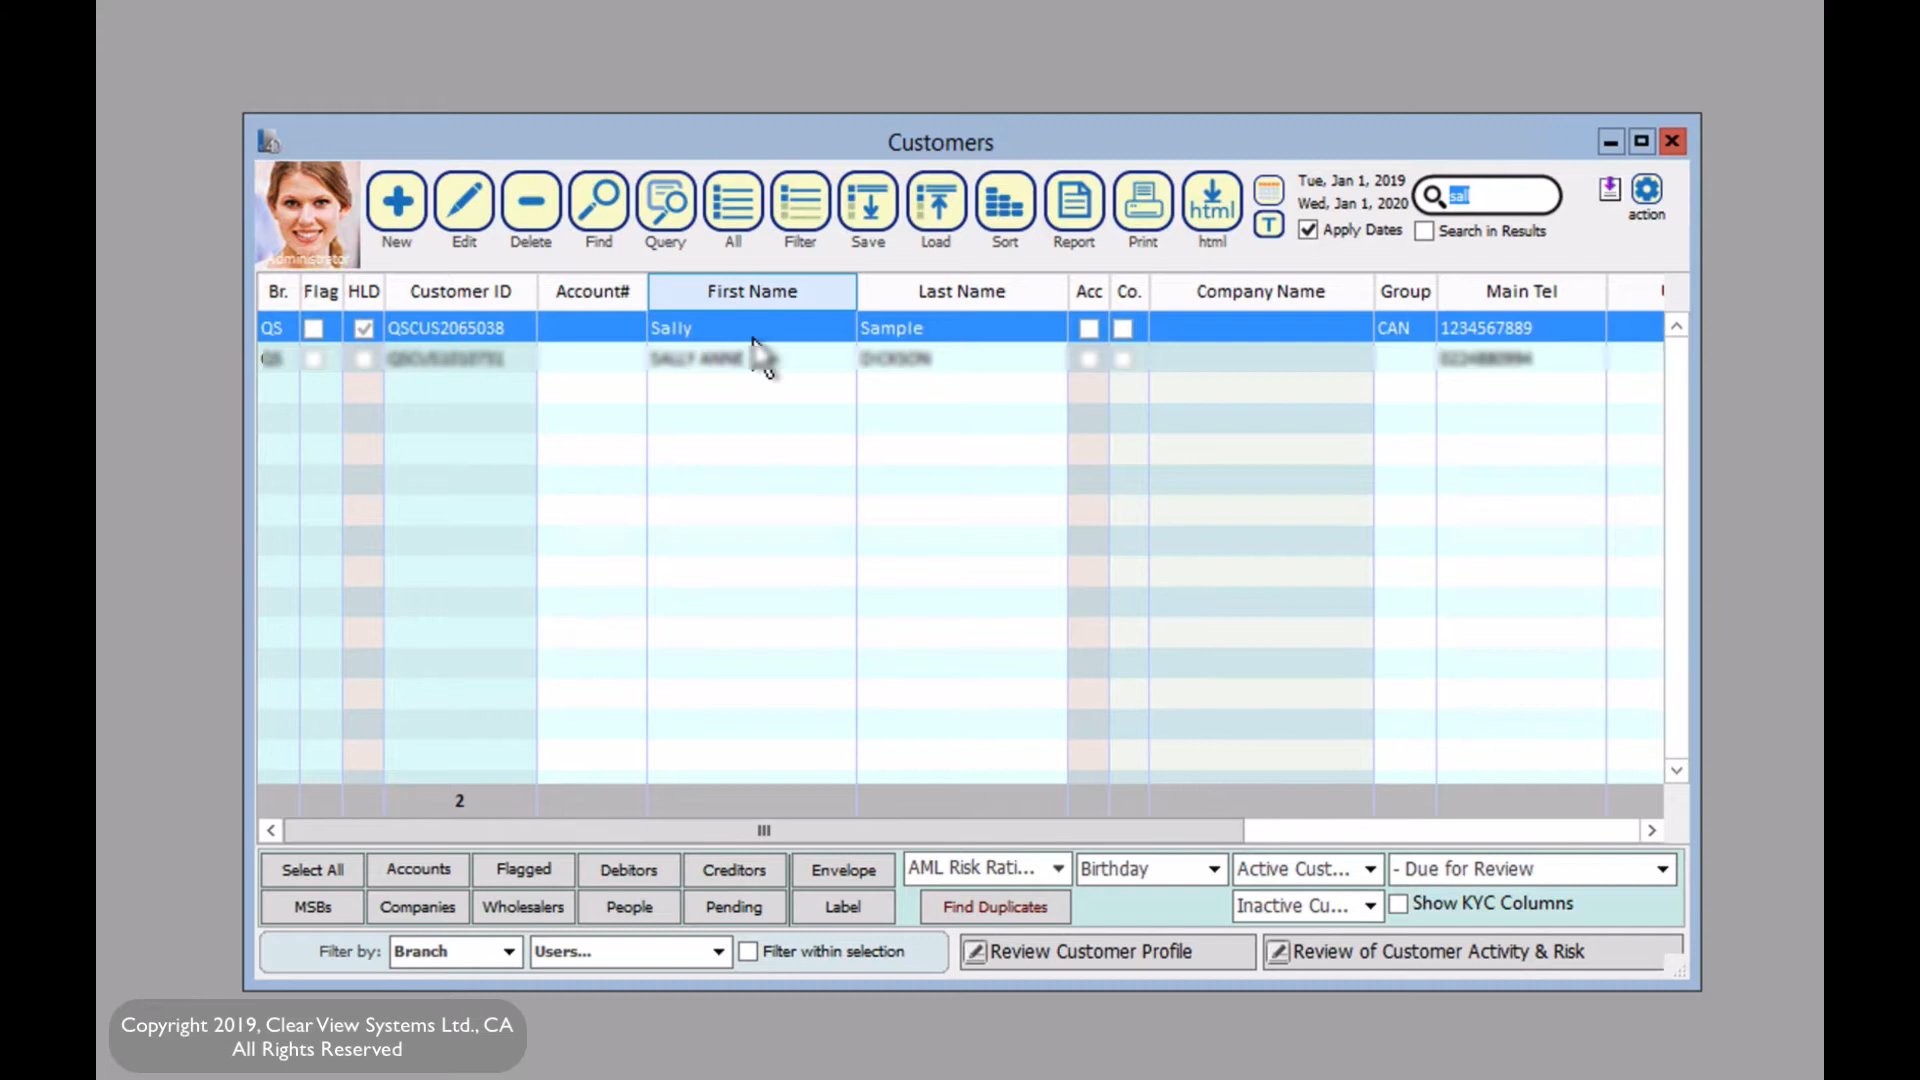 Customers
Administrator
New Edit Delete Find Query All Filter Save Load Sort Report Print html
html
T
Tue, Jan 1, 2019
Wed, Jan 1, 2020
Apply Dates
sall
Search in Results
action
Br. Flag HLD Customer ID Account# First Name Last Name Acc Co. Company Name Group Main Tel
QS QSCUS2065038 Sally Sample CAN 1234567889
SALLY ANNE
2
Select All Accounts Flagged Debitors Creditors Envelope AML Risk Rati... Birthday Active Cust... - Due for Review
MSBs Companies Wholesalers People Pending Label Find Duplicates Inactive Cu... Show KYC Columns
Filter by: Branch Users... Filter within selection Review Customer Profile Review of Customer Activity & Risk
Copyright 2019, Clear View Systems Ltd., CA
All Rights Reserved